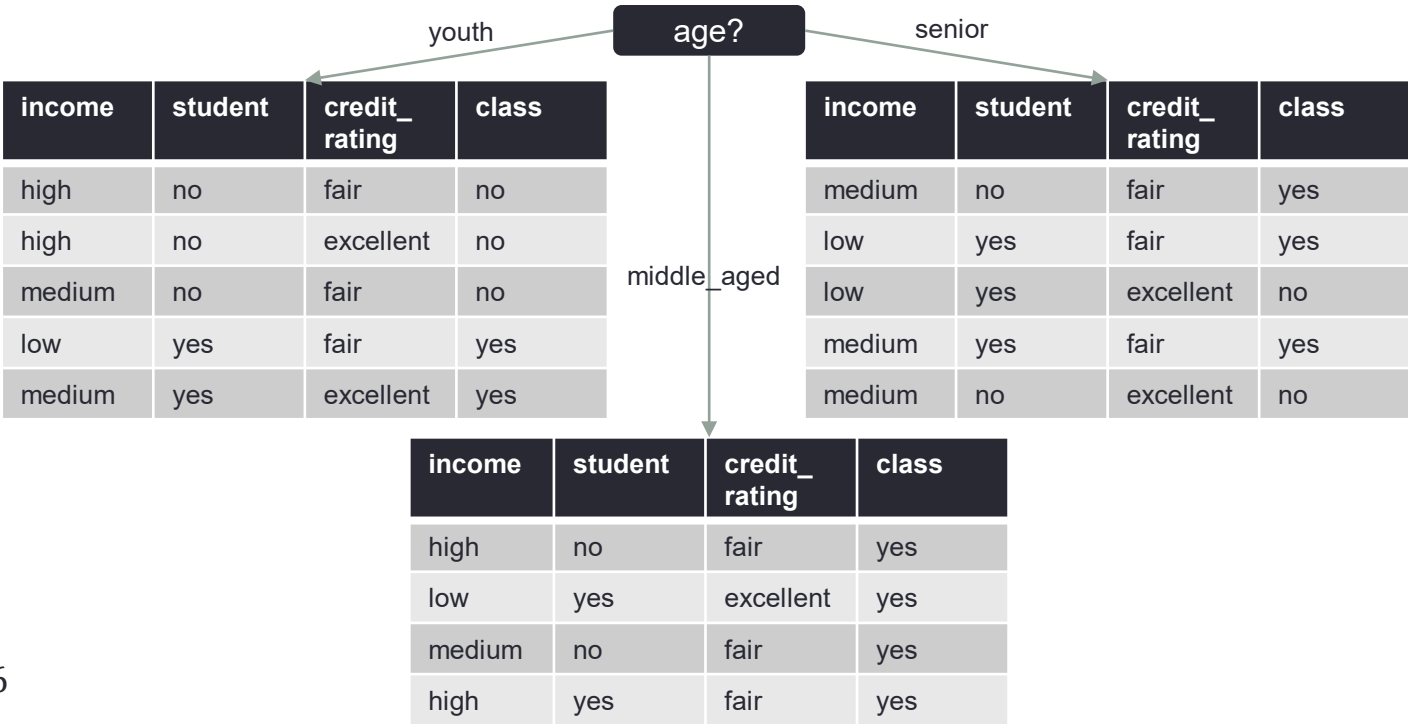 age?
youth
senior
income student credit_
rating class
high no fair no
high no excellent no
medium no fair no
low yes fair yes
medium yes excellent yes
middle_aged
income student credit_
rating class
medium no fair yes
low yes fair yes
low yes excellent no
medium yes fair yes
medium no excellent no
income student credit_
rating class
high no fair yes
low yes excellent yes
medium no fair yes
high yes fair yes